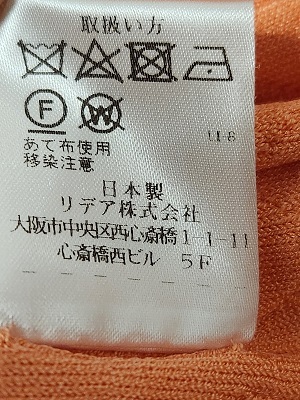 取扱い方
F W
11 8
あて布使用
移染注意
日本製
リデア株式会社
大阪市中央区西心斎橋1-1-11
心斎橋西ビル 5F